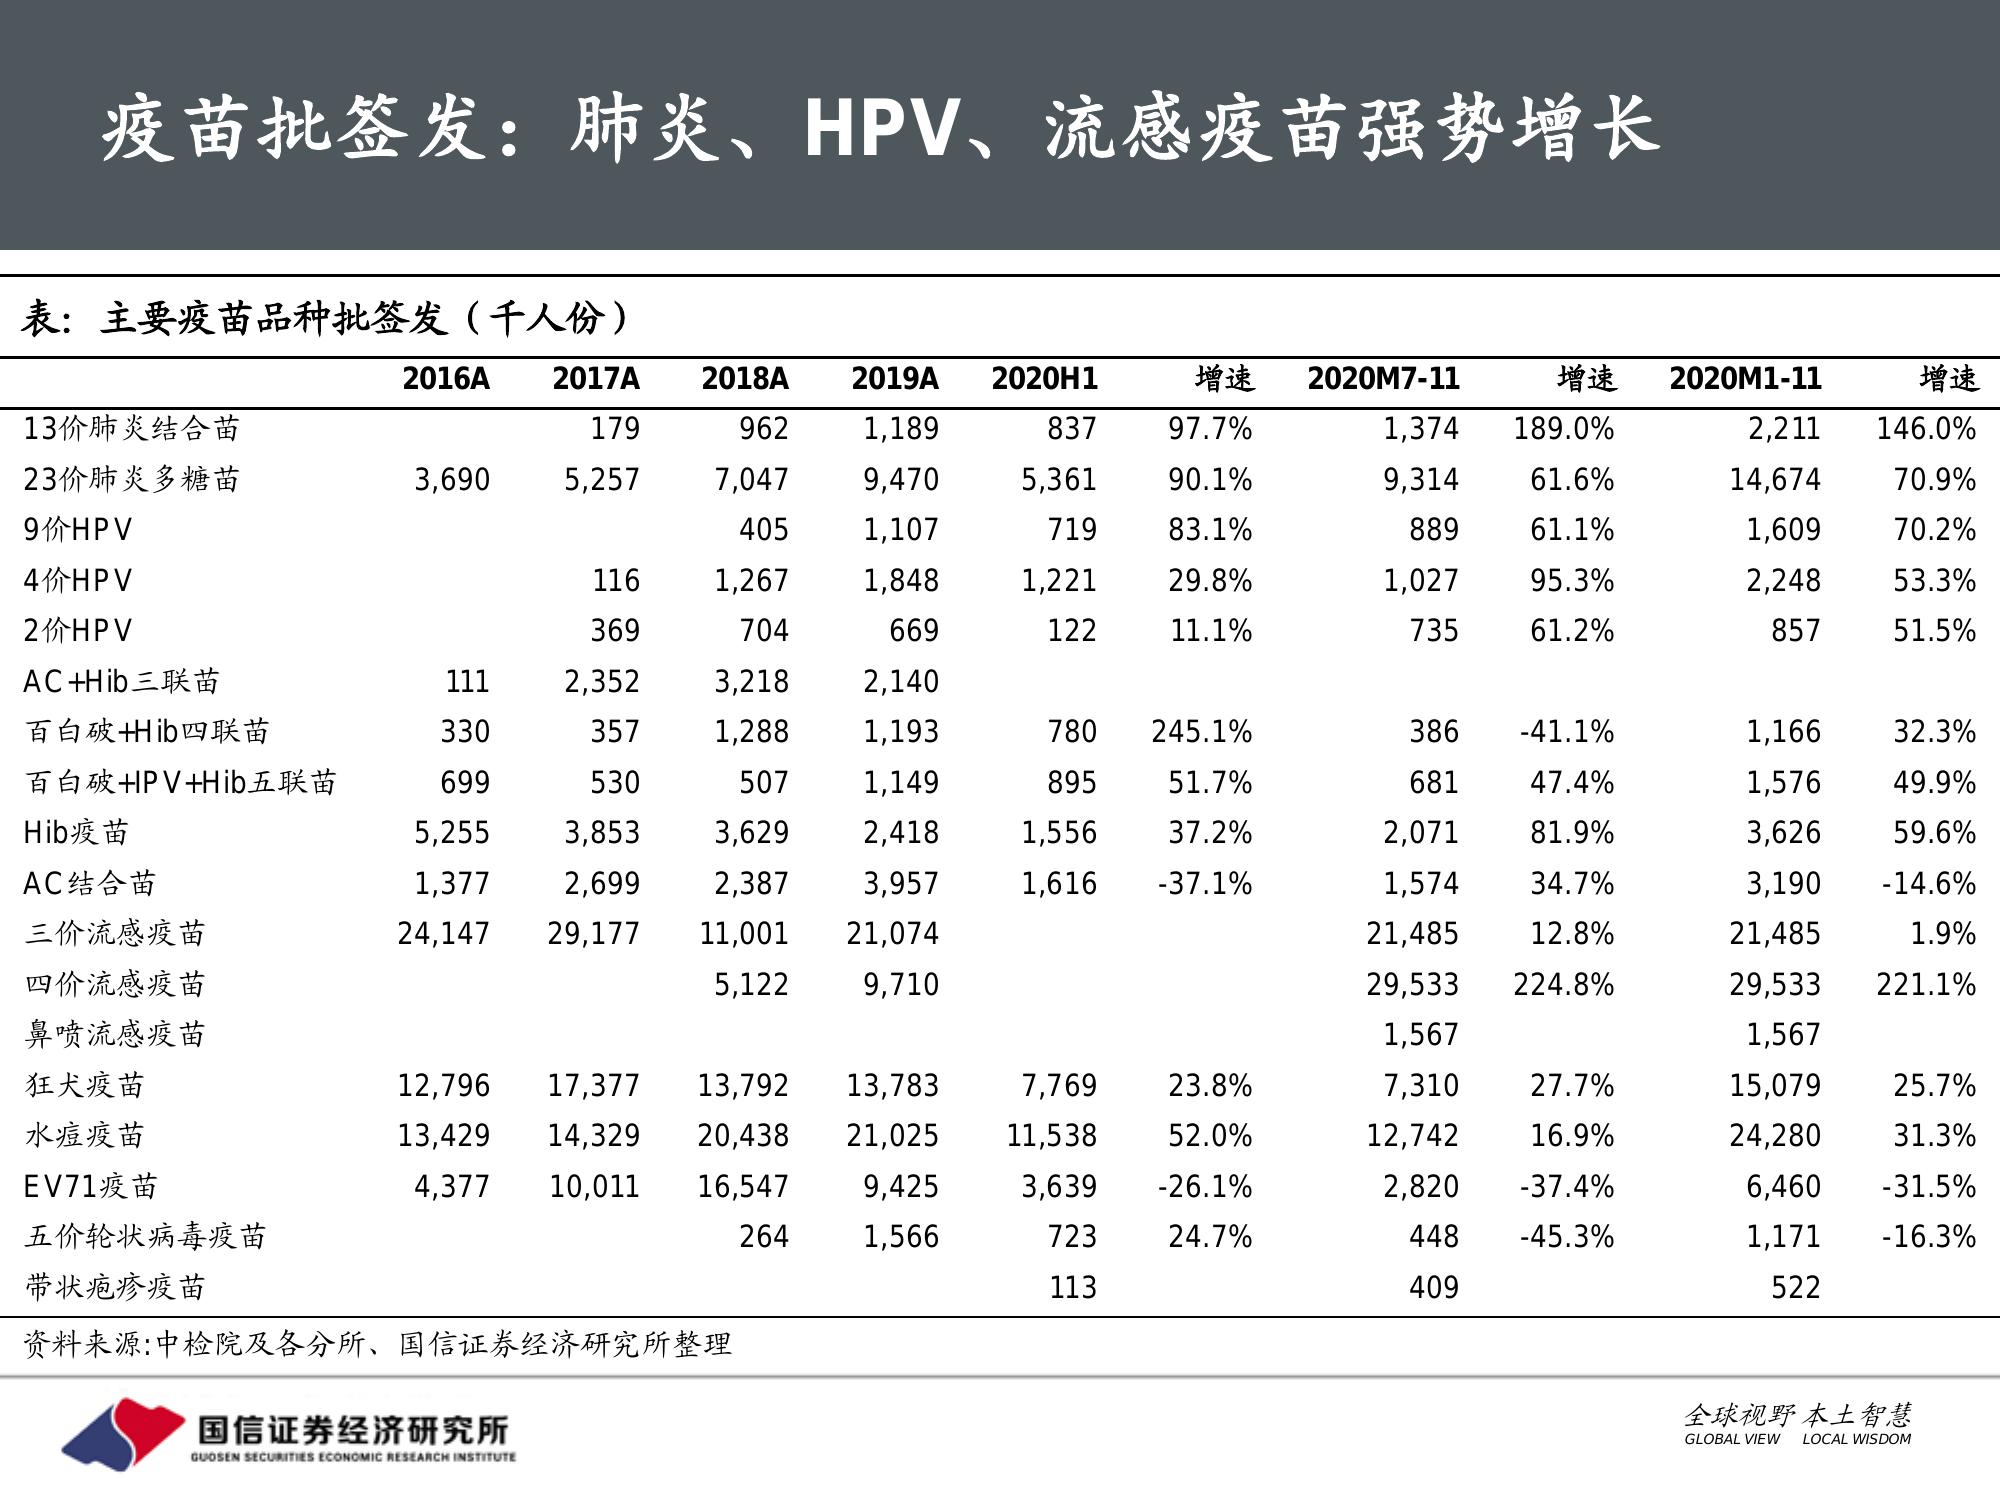 疫苗批签发：肺炎、HPV、流感疫苗强势增长
表：主要疫苗品种批签发（千人份）
2016A 2017A 2018A 2019A 2020H1 增速 2020M7-11 增速 2020M1-11 增速
13价肺炎结合苗 179 962 1,189 837 97.7% 1,374 189.0% 2,211 146.0%
23价肺炎多糖苗 3,690 5,257 7,047 9,470 5,361 90.1% 9,314 61.6% 14,674 70.9%
9价HPV 405 1,107 719 83.1% 889 61.1% 1,609 70.2%
4价HPV 116 1,267 1,848 1,221 29.8% 1,027 95.3% 2,248 53.3%
2价HPV 369 704 669 122 11.1% 735 61.2% 857 51.5%
AC+Hib三联苗 111 2,352 3,218 2,140
百白破+Hib四联苗 330 357 1,288 1,193 780 245.1% 386 -41.1% 1,166 32.3%
百白破+IPV+Hib五联苗 699 530 507 1,149 895 51.7% 681 47.4% 1,576 49.9%
Hib疫苗 5,255 3,853 3,629 2,418 1,556 37.2% 2,071 81.9% 3,626 59.6%
AC结合苗 1,377 2,699 2,387 3,957 1,616 -37.1% 1,574 34.7% 3,190 -14.6%
三价流感疫苗 24,147 29,177 11,001 21,074 21,485 12.8% 21,485 1.9%
四价流感疫苗 5,122 9,710 29,533 224.8% 29,533 221.1%
鼻喷流感疫苗 1,567 1,567
狂犬疫苗 12,796 17,377 13,792 13,783 7,769 23.8% 7,310 27.7% 15,079 25.7%
水痘疫苗 13,429 14,329 20,438 21,025 11,538 52.0% 12,742 16.9% 24,280 31.3%
EV71疫苗 4,377 10,011 16,547 9,425 3,639 -26.1% 2,820 -37.4% 6,460 -31.5%
五价轮状病毒疫苗 264 1,566 723 24.7% 448 -45.3% 1,171 -16.3%
带状疱疹疫苗 113 409 522
资料来源:中检院及各分所、国信证券经济研究所整理
国信证券经济研究所
GUOSEN SECURITIES ECONOMIC RESEARCH INSTITUTE
全球视野 本土智慧
GLOBAL VIEW LOCAL WISDOM